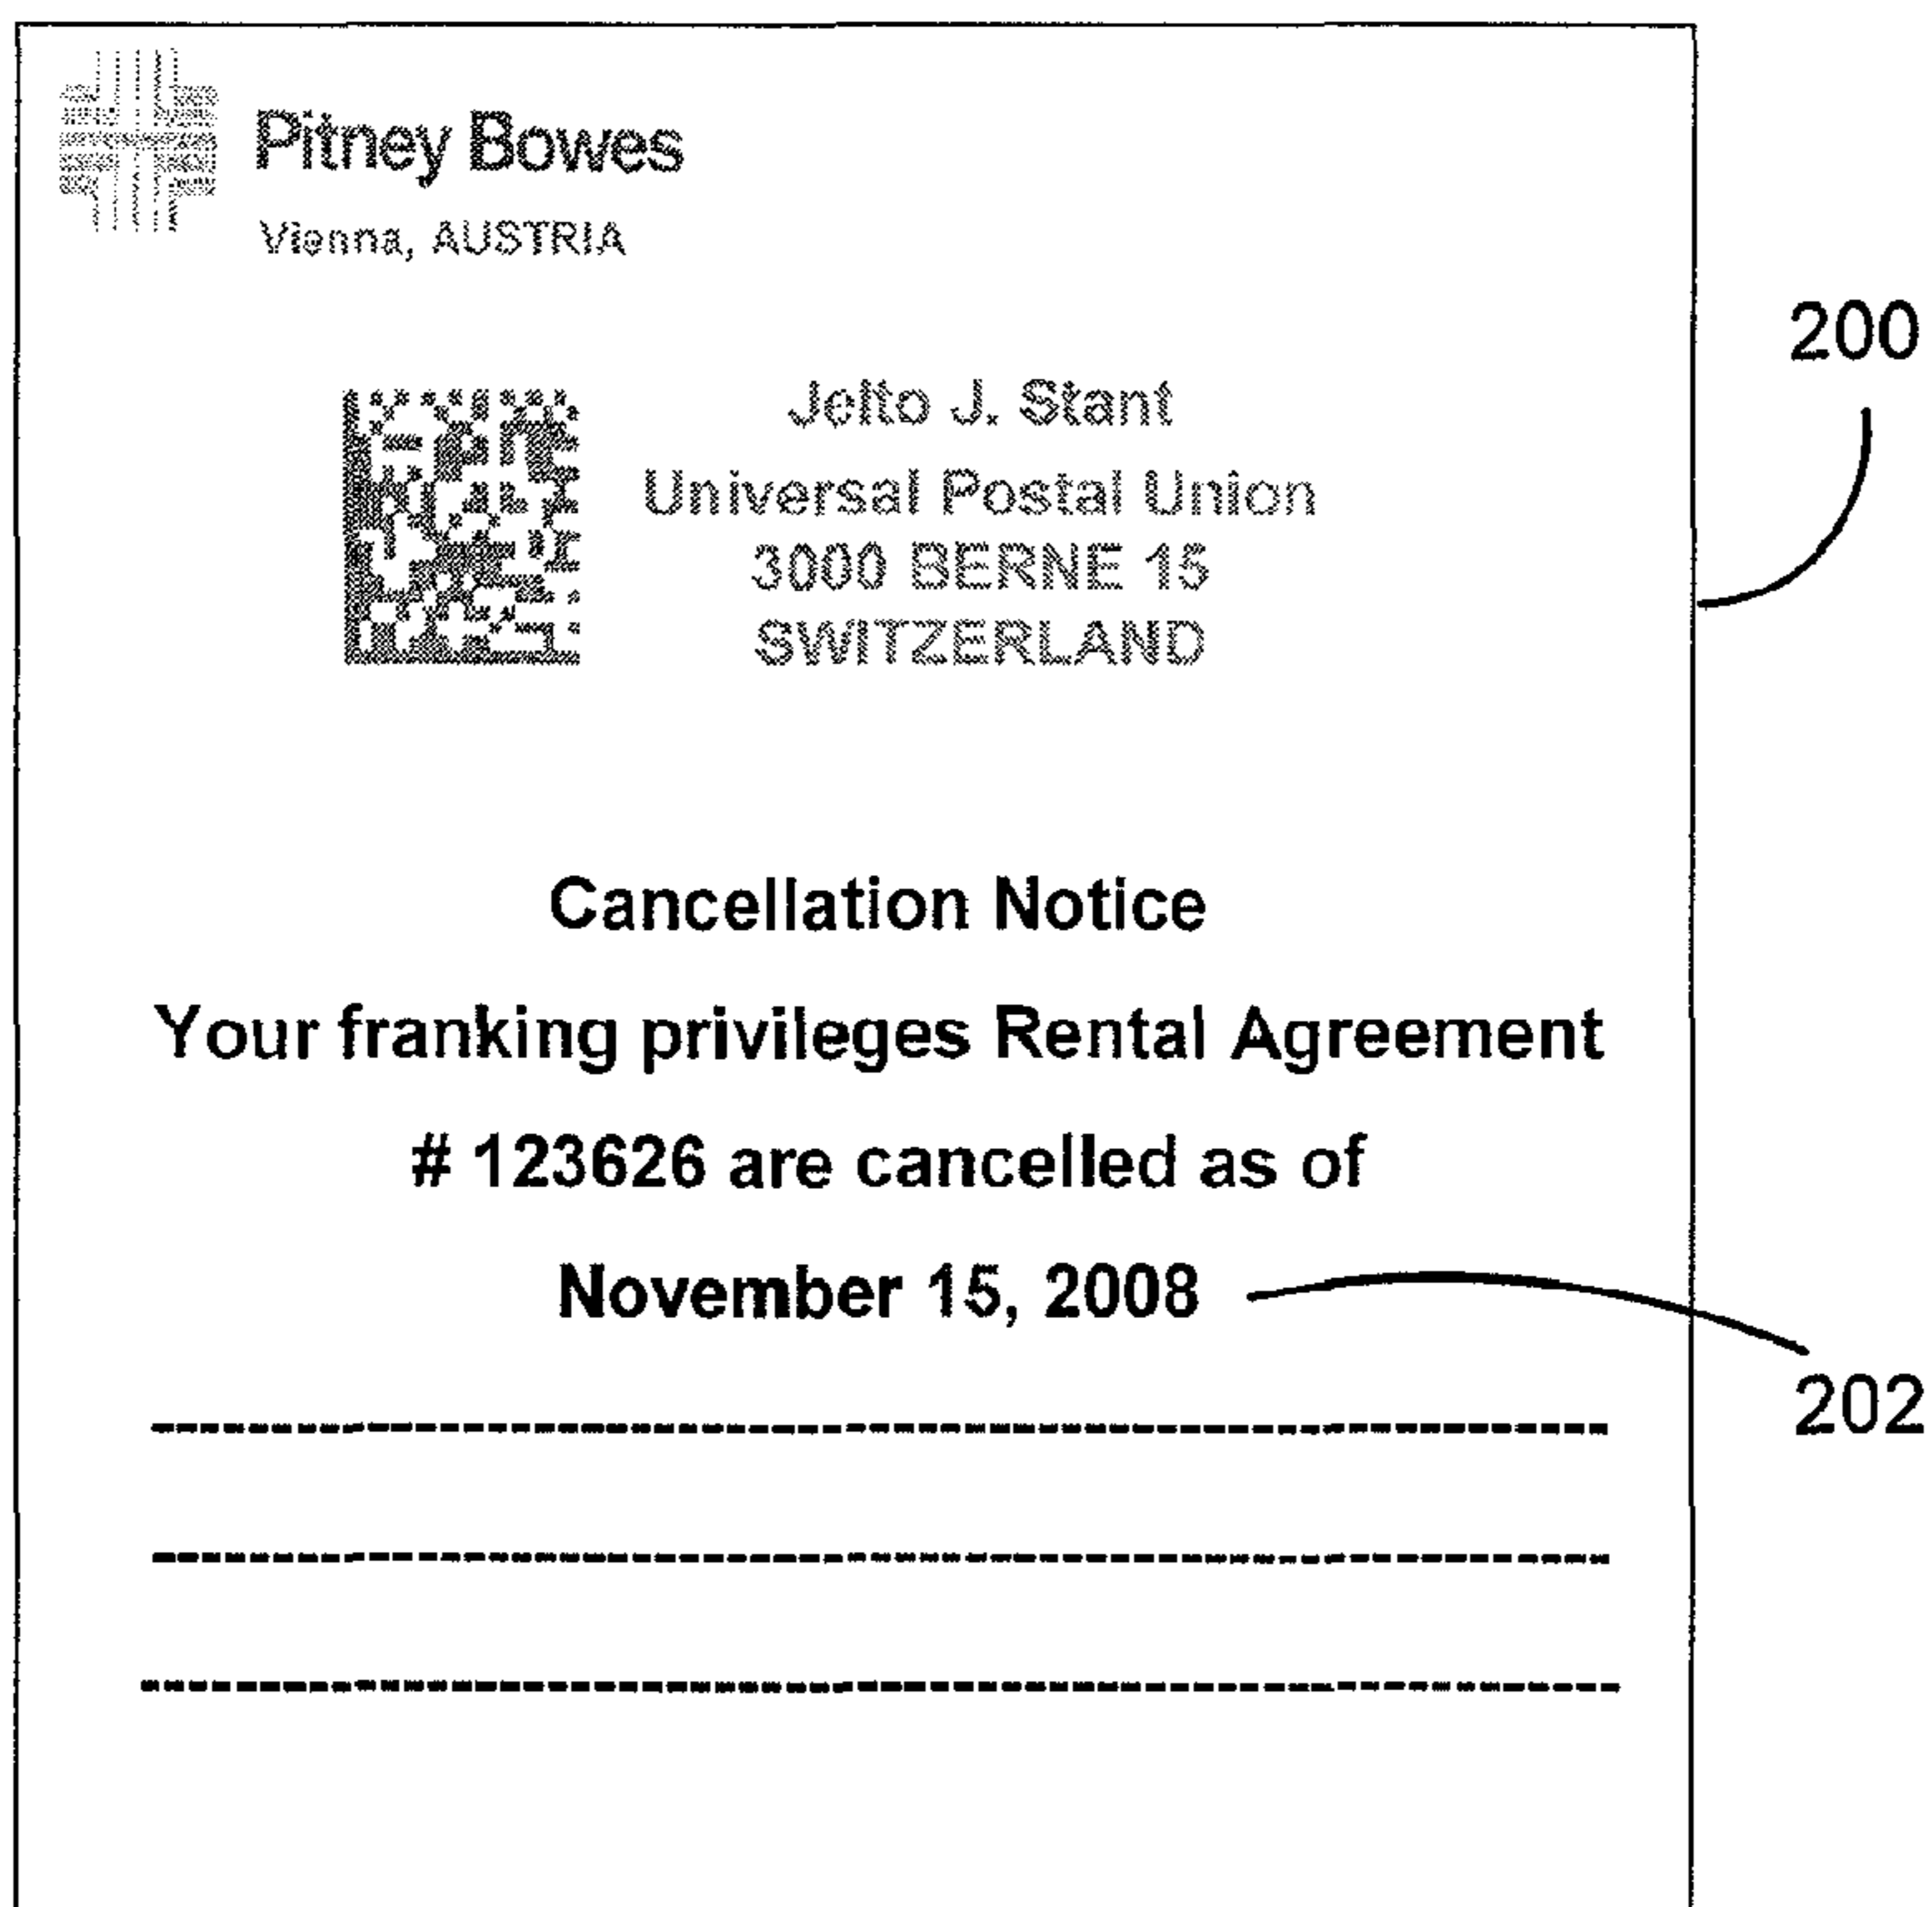 Pitney Bowes
Vienna, AUSTRIA
200
Jelto J. Stant
Universal Postal Union
3000 BERNE 15
SWITZERLAND
Cancellation Notice
Your franking privileges Rental Agreement
# 123626 are cancelled as of
November 15, 2008
202